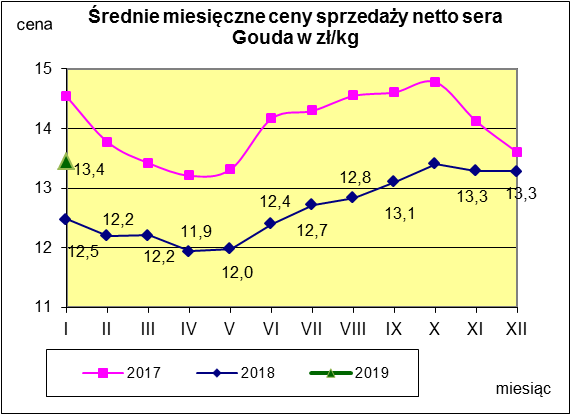 Średnie miesięczne ceny sprzedaży netto sera
Gouda w zł/kg
cena
15
14
13
12
11
13,4
12,5
12,2
12,2
11,9
12,0
12,4
12,7
12,8
13,1
13,3
13,3
I II III IV V VI VII VIII IX X XI XII
2017 2018 2019
miesiąc